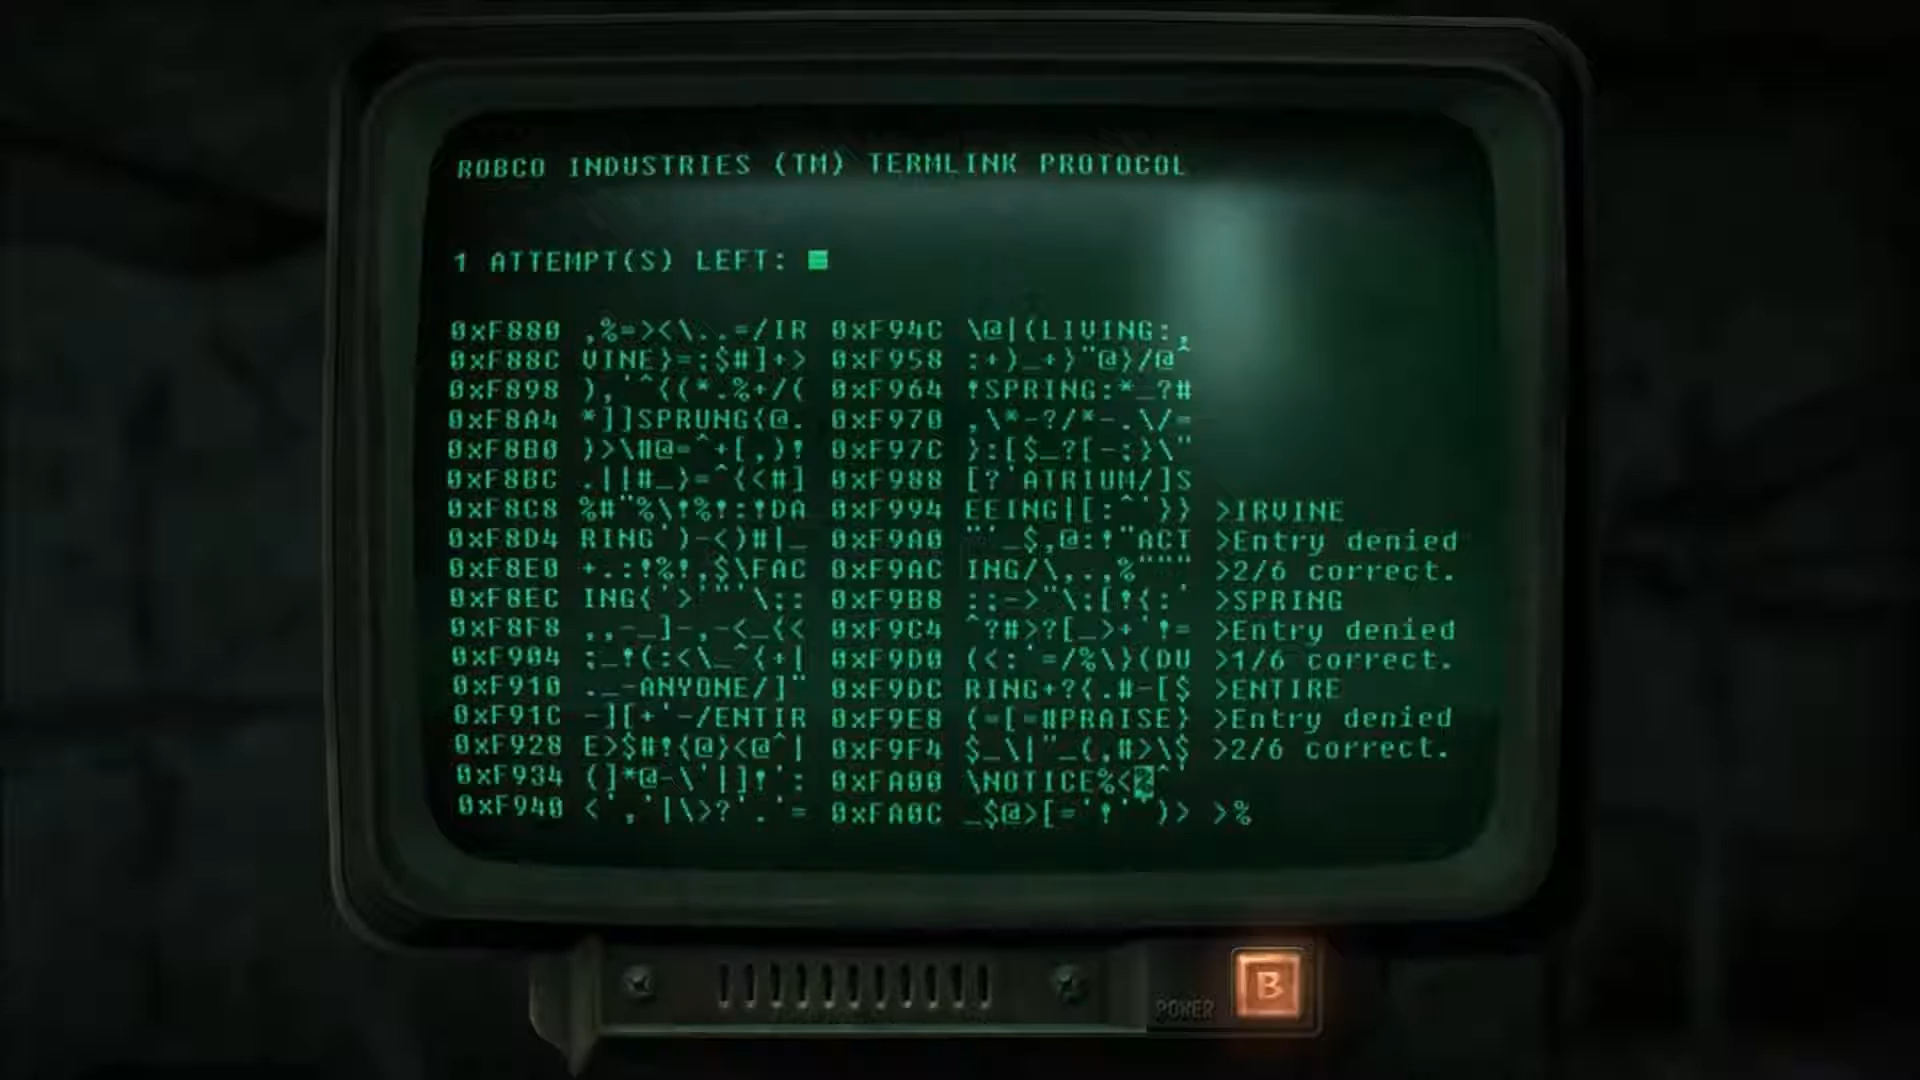 ROBCO INDUSTRIES (TM) TERMLINK PROTOCOL
1 ATTEMPT(S) LEFT: ■
0xF880 ,%=><\..=/IR 0xF94C \@|(LIVING:,
0xF88C VINE}=:$#]+> 0xF958 :+)_+}"@}/@^
0xF898 ),'^{(*.%+/( 0xF964 !SPRING:*_?#
0xF8A4 *]]SPRUNG{@. 0xF970 ,\*-?/*-.\/=
0xF8B0 )>\#@=^+[,)! 0xF97C }:[$_?[-;}\"
0xF8BC .||#_}=^{<#] 0xF988 [?'ATRIUM/]S
0xF8C8 %#"%\!%!:!DA 0xF994 EEING|[:^'}} >IRVINE
0xF8D4 RING')-<)#|_ 0xF9A0 "'_$,@:!"ACT >Entry denied
0xF8E0 +.:!%!,$\FAC 0xF9AC ING/\,.,%""" >2/6 correct.
0xF8EC ING{'>'"¨\;: 0xF9B8 :;->"\:[!{:' >SPRING
0xF8F8 ,,-_]-,-<_{< 0xF9C4 ^?#>?[_>+'!= >Entry denied
0xF904 ;_!(:<\_^{+| 0xF9D0 (<:'=/%\}(DU >1/6 correct.
0xF910 ._-ANYONE/]" 0xF9DC RING+?{.#-[$ >ENTIRE
0xF91C -][+'-/ENTIR 0xF9E8 (=[=#PRAISE} >Entry denied
0xF928 E>$#!{@}<@^| 0xF9F4 $_\|"_(,#>\$ >2/6 correct.
0xF934 (]*@-\'|]!': 0xFA00 \NOTICE%<%^'
0xF940 <','|\>?'.'= 0xFA0C _$@>[='!'')> >%
POWER
B